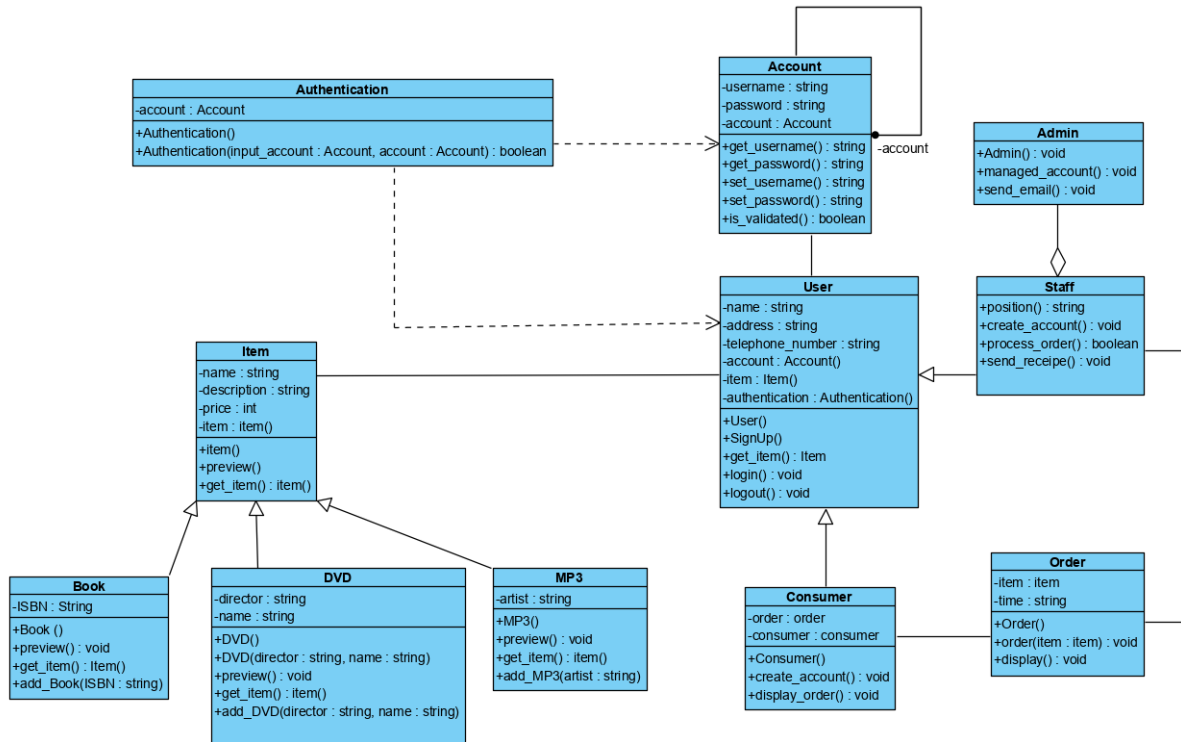 Account
-username : string
-password : string
-account : Account
+get_username() : string
+get_password() : string
+set_username() : string
+set_password() : string
+is_validated() : boolean
-account
Authentication
-account : Account
+Authentication()
+Authentication(input_account : Account, account : Account) : boolean
Admin
+Admin() : void
+managed_account() : void
+send_email() : void
User
-name : string
-address : string
-telephone_number : string
-account : Account()
-item : Item()
-authentication : Authentication()
+User()
+SignUp()
+get_item() : Item
+login() : void
+logout() : void
Staff
+position() : string
+create_account() : void
+process_order() : boolean
+send_receipe() : void
Item
-name : string
-description : string
-price : int
-item : item()
+item()
+preview()
+get_item() : item()
Book
-ISBN : String
+Book ()
+preview() : void
+get_item() : Item()
+add_Book(ISBN : string)
DVD
-director : string
-name : string
+DVD()
+DVD(director : string, name : string)
+preview() : void
+get_item() : item()
+add_DVD(director : string, name : string)
MP3
-artist : string
+MP3()
+preview() : void
+get_item() : item()
+add_MP3(artist : string)
Consumer
-order : order
-consumer : consumer
+Consumer()
+create_account() : void
+display_order() : void
Order
-item : item
-time : string
+Order()
+order(item : item) : void
+display() : void